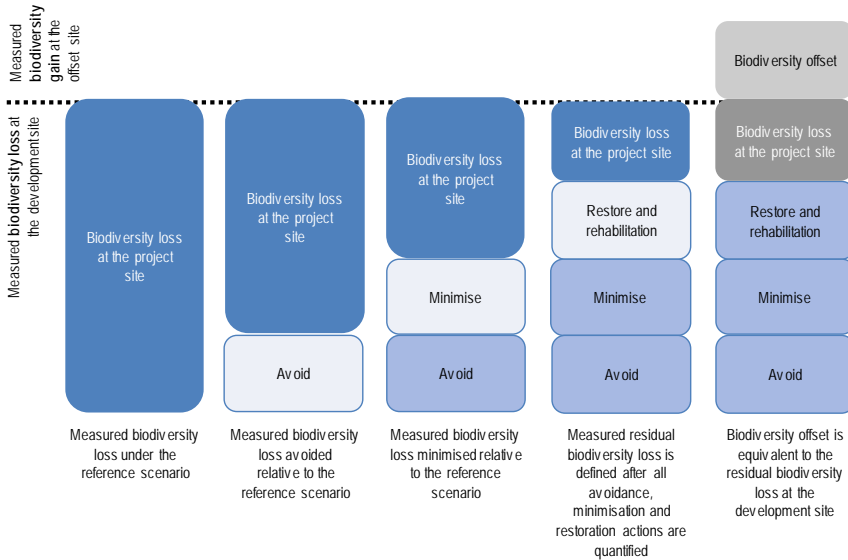 Measured
biodiversity
gain at the
offset site
Measured biodiversity loss at
the development site
Biodiversity loss
at the project
site
Measured biodiversity
loss under the
reference scenario
Biodiversity loss
at the project
site
Avoid
Measured biodiversity
loss avoided
relative to the
reference scenario
Biodiversity loss
at the project
site
Minimise
Avoid
Measured biodiversity
loss minimised relative
to the reference
scenario
Biodiversity loss
at the project site
Restore and
rehabilitation
Minimise
Avoid
Measured residual
biodiversity loss is
defined after all
avoidance,
minimisation and
restoration actions are
quantified
Biodiversity offset
Biodiversity loss
at the project site
Restore and
rehabilitation
Minimise
Avoid
Biodiversity offset is
equivalent to the
residual biodiversity
loss at the
development site